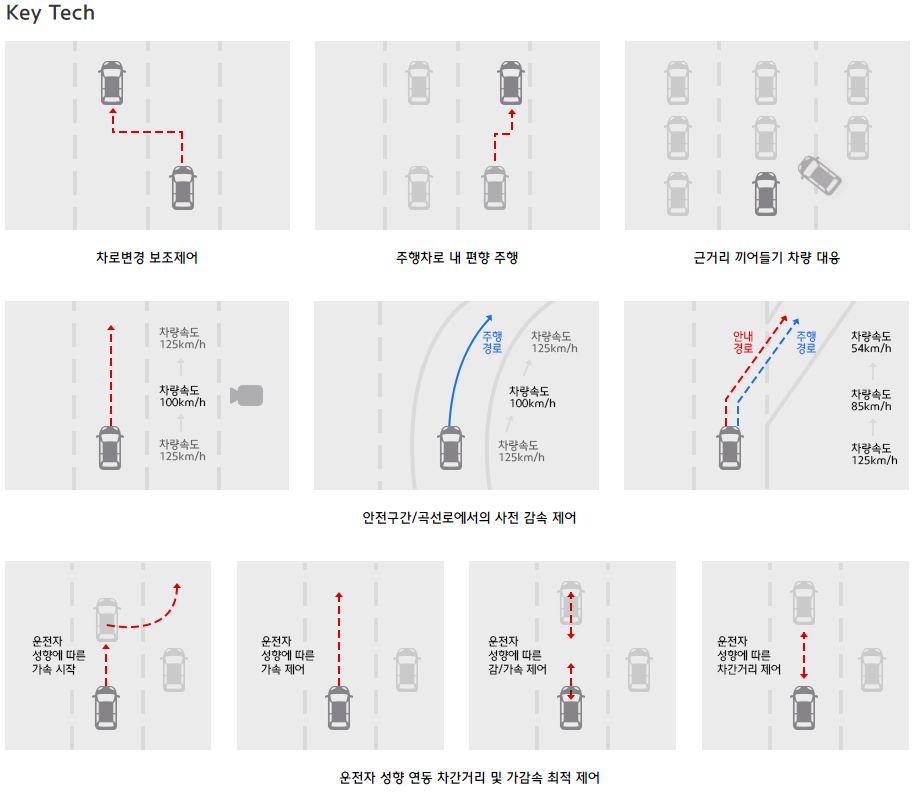 Key Tech
차로변경 보조제어
주행차로 내 편향 주행
근거리 끼어들기 차량 대응
차량속도
125km/h
차량속도
100km/h
차량속도
125km/h
주행
경로
차량속도
125km/h
차량속도
100km/h
차량속도
125km/h
안내
경로
주행
경로
차량속도
54km/h
차량속도
85km/h
차량속도
125km/h
안전구간/곡선로에서의 사전 감속 제어
운전자
성향에 따른
가속 시작
운전자
성향에 따른
가속 제어
운전자
성향에 따른
감/가속 제어
운전자
성향에 따른
차간거리 제어
운전자 성향 연동 차간거리 및 가감속 최적 제어